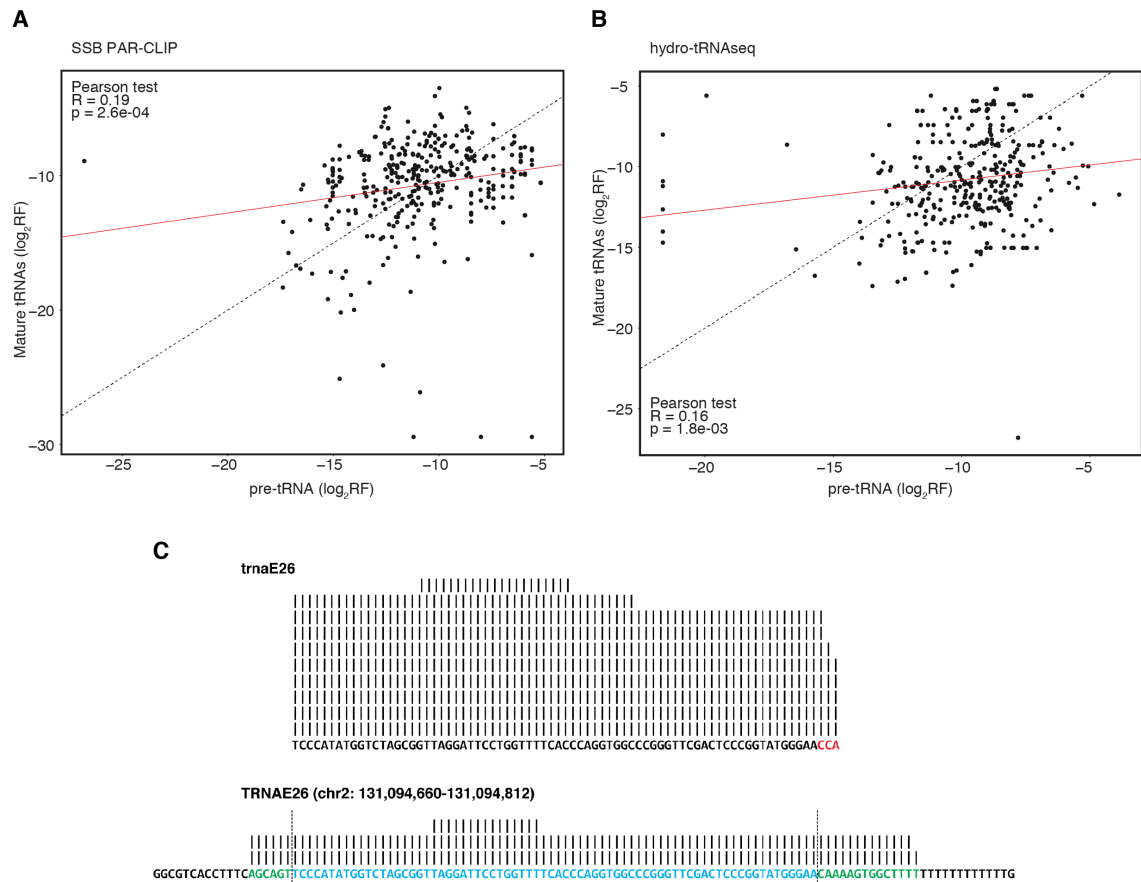 A
SSB PAR-CLIP
Pearson test
R = 0.19
p = 2.6e-04
Mature tRNAs (log2RF)
−10
−20
−30
−25
−20
−15
−10
−5
pre-tRNA (log2RF)
B
hydro-tRNAseq
Pearson test
R = 0.16
p = 1.8e-03
Mature tRNAs (log2RF)
−5
−10
−15
−20
−25
−20
−15
−10
−5
pre-tRNA (log2RF)
C
trnaE26
TCCCATATGGTCTAGCGGTTAGGATTCCTGGTTTTCACCCAGGTGGCCCGGGTTCGACTCCCGGTATGGGAACCA
TRNAE26 (chr2: 131,094,660-131,094,812)
GGCGTCACCTTTCAGCAGTTCCCATATGGTCTAGCGGTTAGGATTCCTGGTTTTCACCCAGGTGGCCCGGGTTCGACTCCCGGTATGGGAACAAAAGTGGCTTTTTTTTTTTTTTTTTG